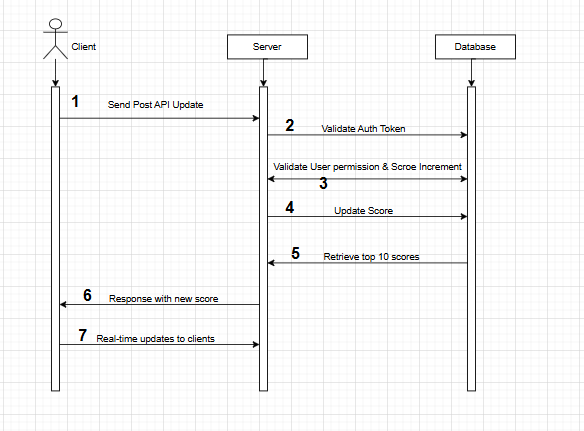 Client
Server
Database
1 Send Post API Update
2 Validate Auth Token
Validate User permission & Scroe Increment
3
4 Update Score
5 Retrieve top 10 scores
6 Response with new score
7 Real-time updates to clients